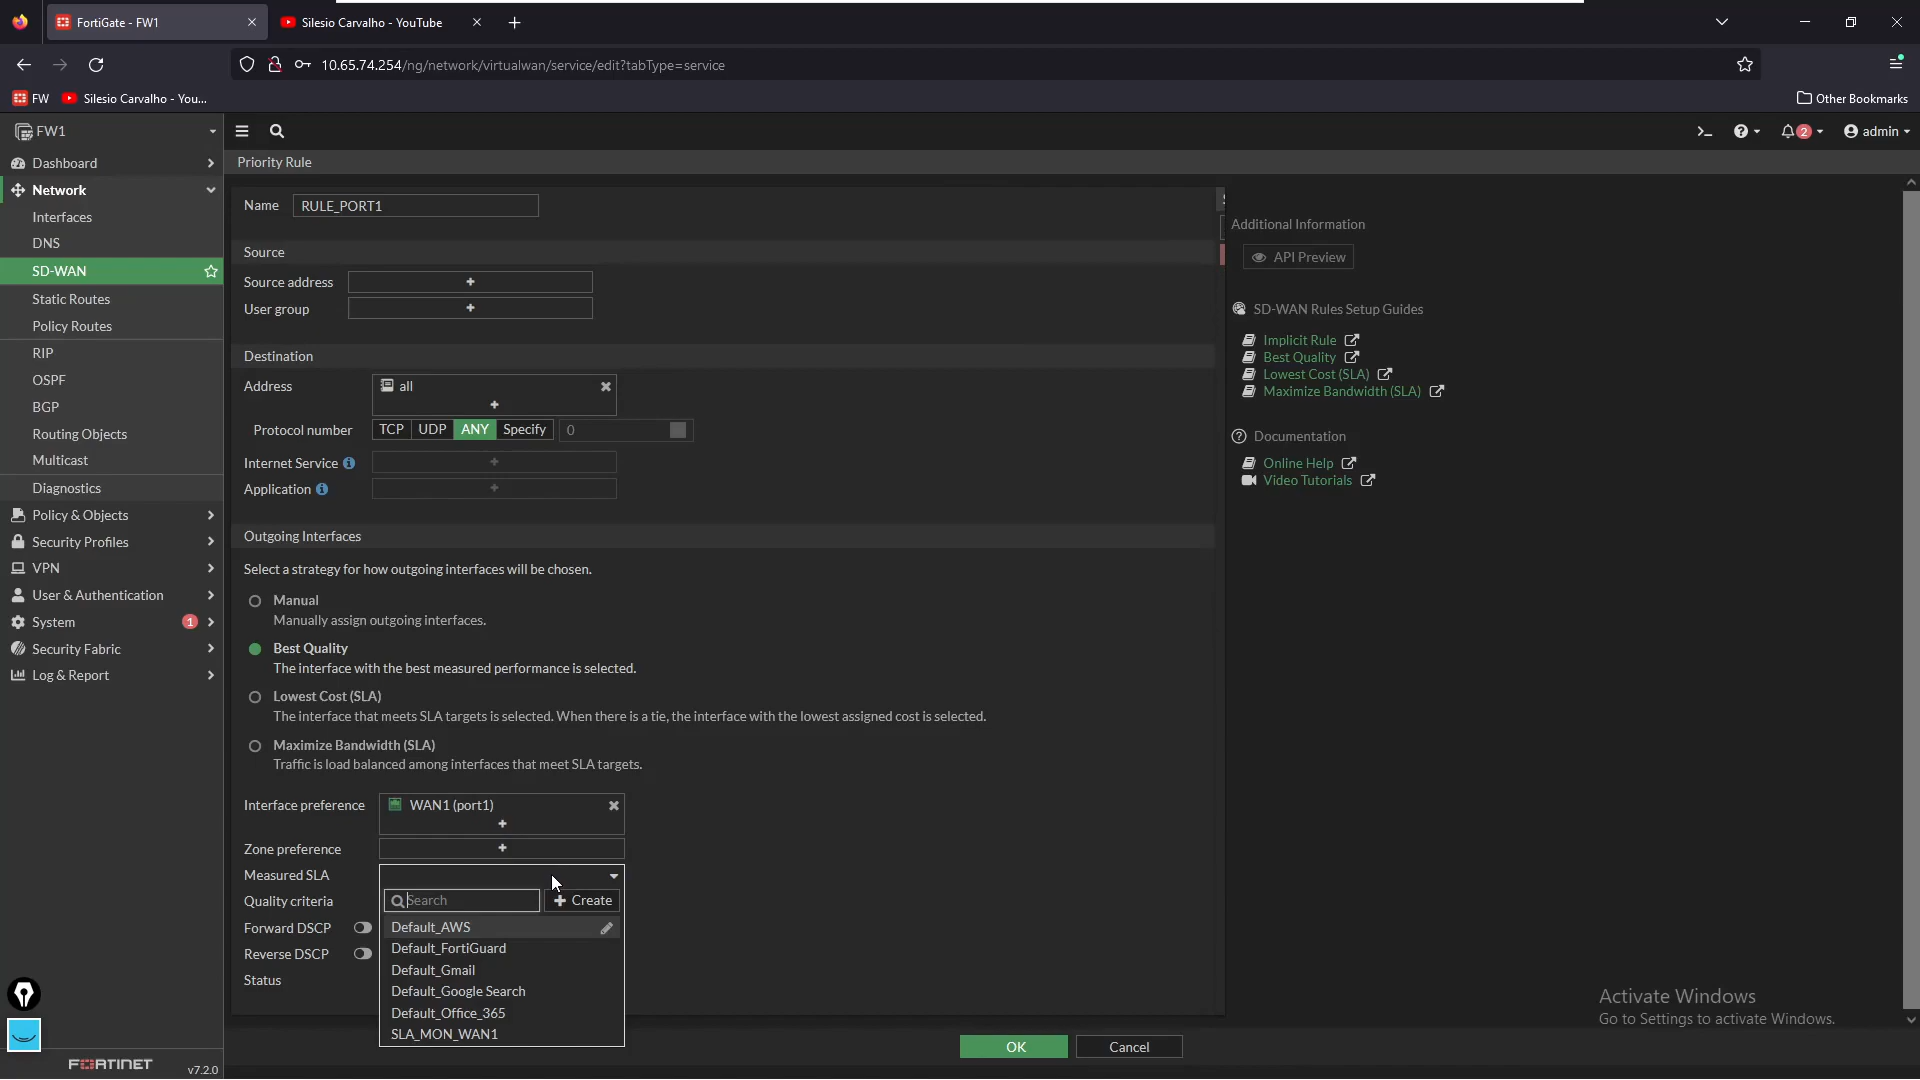 FortiGate - FW1
Silesio Carvalho - YouTube
10.65.74.254/ng/network/virtualwan/service/edit?tabType=service
FW
Silesio Carvalho - You...
Other Bookmarks
FW1
2
admin
Dashboard
Network
Interfaces
DNS
SD-WAN
Static Routes
Policy Routes
RIP
OSPF
BGP
Routing Objects
Multicast
Diagnostics
Policy & Objects
Security Profiles
VPN
User & Authentication
System
1
Security Fabric
Log & Report
FORTINET
v7.2.0
Priority Rule
Name
RULE_PORT1
Source
Source address
User group
Destination
Address
all
Protocol number
TCP
UDP
ANY
Specify
0
Internet Service
Application
Outgoing Interfaces
Select a strategy for how outgoing interfaces will be chosen.
Manual
Manually assign outgoing interfaces.
Best Quality
The interface with the best measured performance is selected.
Lowest Cost (SLA)
The interface that meets SLA targets is selected. When there is a tie, the interface with the lowest assigned cost is selected.
Maximize Bandwidth (SLA)
Traffic is load balanced among interfaces that meet SLA targets.
Interface preference
WAN1 (port1)
Zone preference
Measured SLA
Search
Create
Quality criteria
Default_AWS
Forward DSCP
Default_FortiGuard
Reverse DSCP
Default_Gmail
Status
Default_Google Search
Default_Office_365
SLA_MON_WAN1
OK
Cancel
Additional Information
API Preview
SD-WAN Rules Setup Guides
Implicit Rule
Best Quality
Lowest Cost (SLA)
Maximize Bandwidth (SLA)
Documentation
Online Help
Video Tutorials
Activate Windows
Go to Settings to activate Windows.